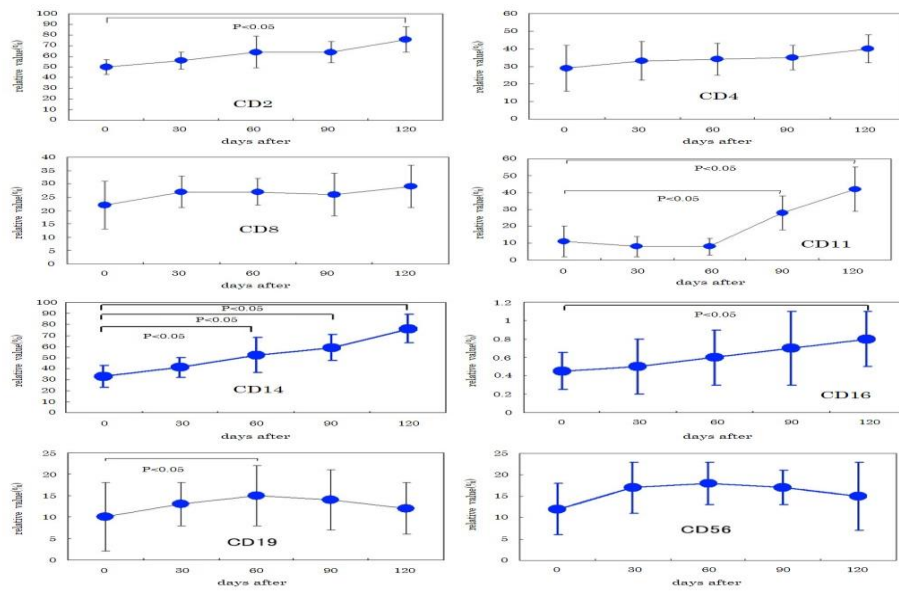 relative value(%)
100
90
80
70
60
50
40
30
20
10
0
P<0.05
CD2
0 30 60 90 120
days after
relative value(%)
60
50
40
30
20
10
0
CD4
0 30 60 90 120
days after
relative value(%)
40
35
30
25
20
15
10
5
0
CD8
0 30 60 90 120
days after
relative value(%)
60
50
40
30
20
10
0
P<0.05
P<0.05
CD11
0 30 60 90 120
days after
relative value(%)
100
90
80
70
60
50
40
30
20
10
0
P<0.05
P<0.05
P<0.05
CD14
0 30 60 90 120
days after
relative value(%)
1.2
1
0.8
0.6
0.4
0.2
0
P<0.05
CD16
0 30 60 90 120
days after
relative value(%)
25
20
15
10
5
0
P<0.05
CD19
0 30 60 90 120
days after
relative value(%)
25
20
15
10
5
0
CD56
0 30 60 90 120
days after